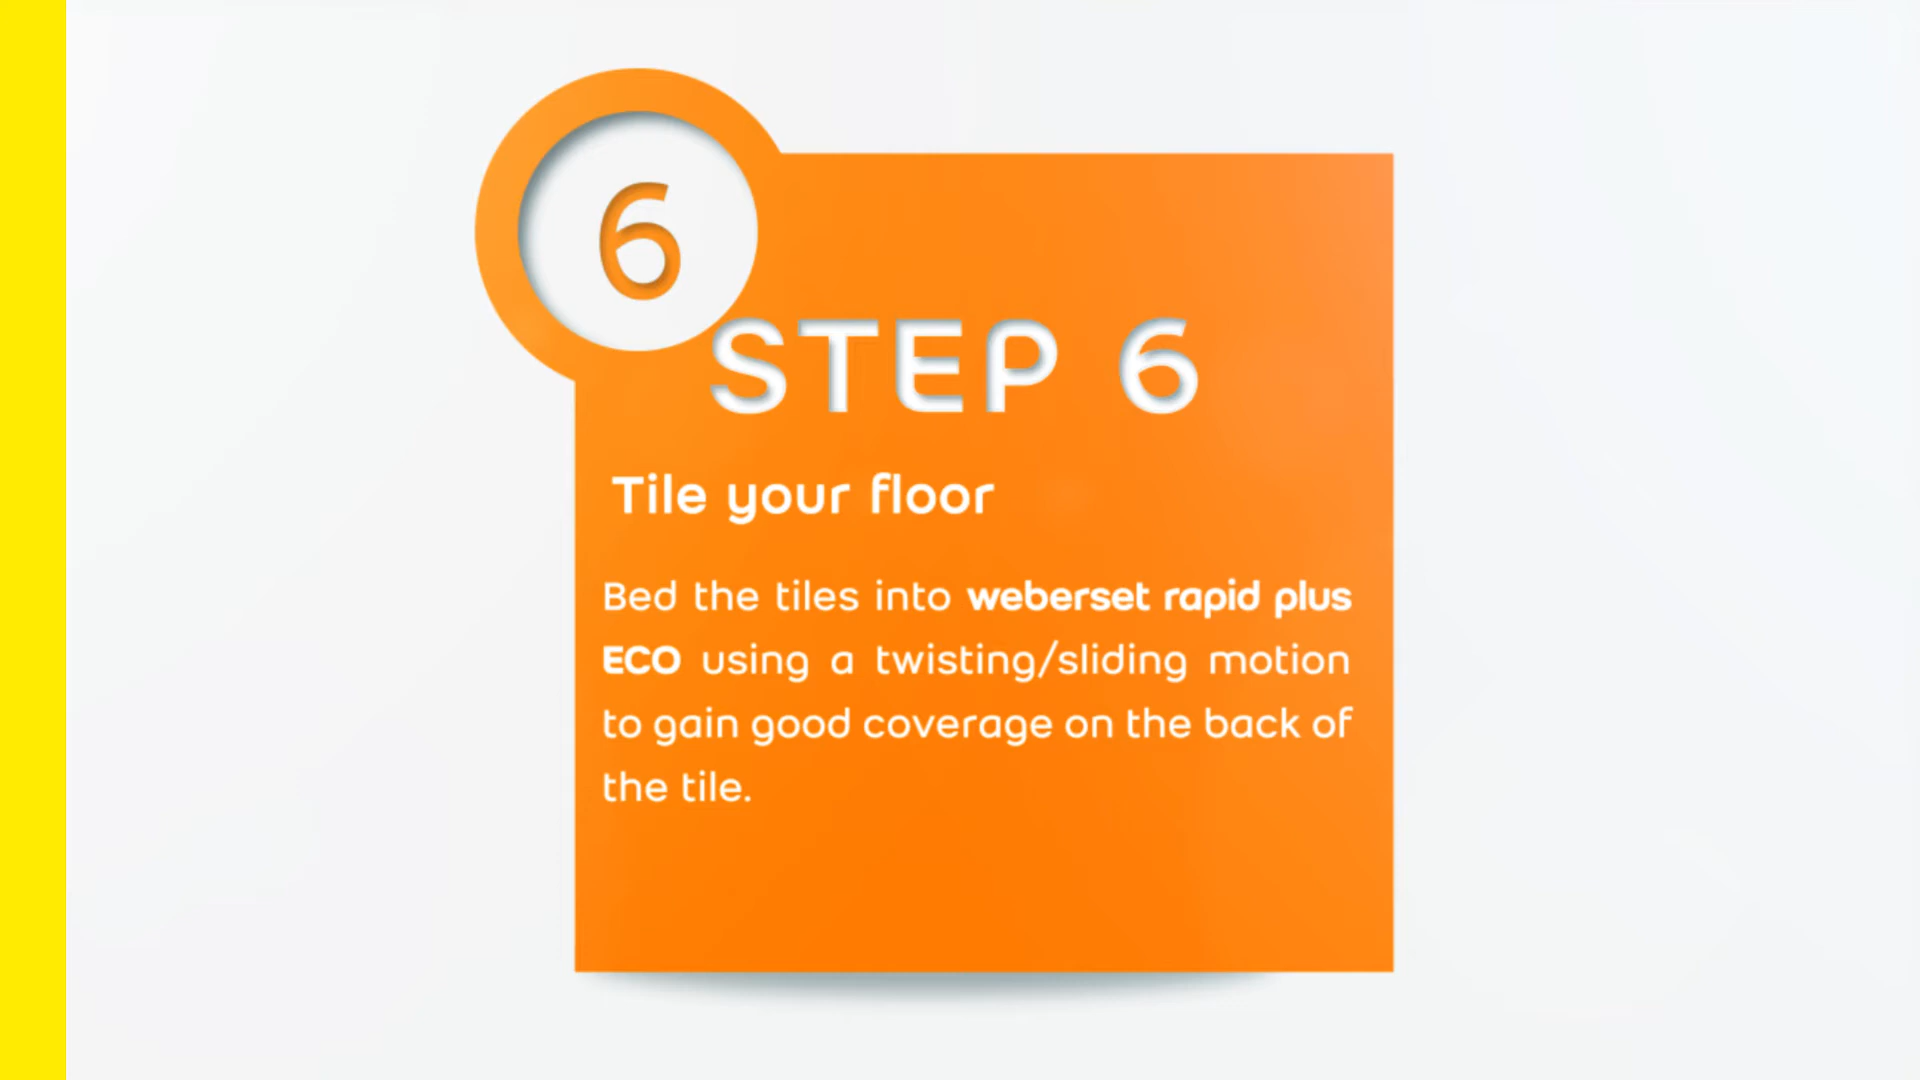 6
STEP 6
Tile your floor
Bed the tiles into weberset rapid plus
ECO using a twisting/sliding motion
to gain good coverage on the back of
the tile.